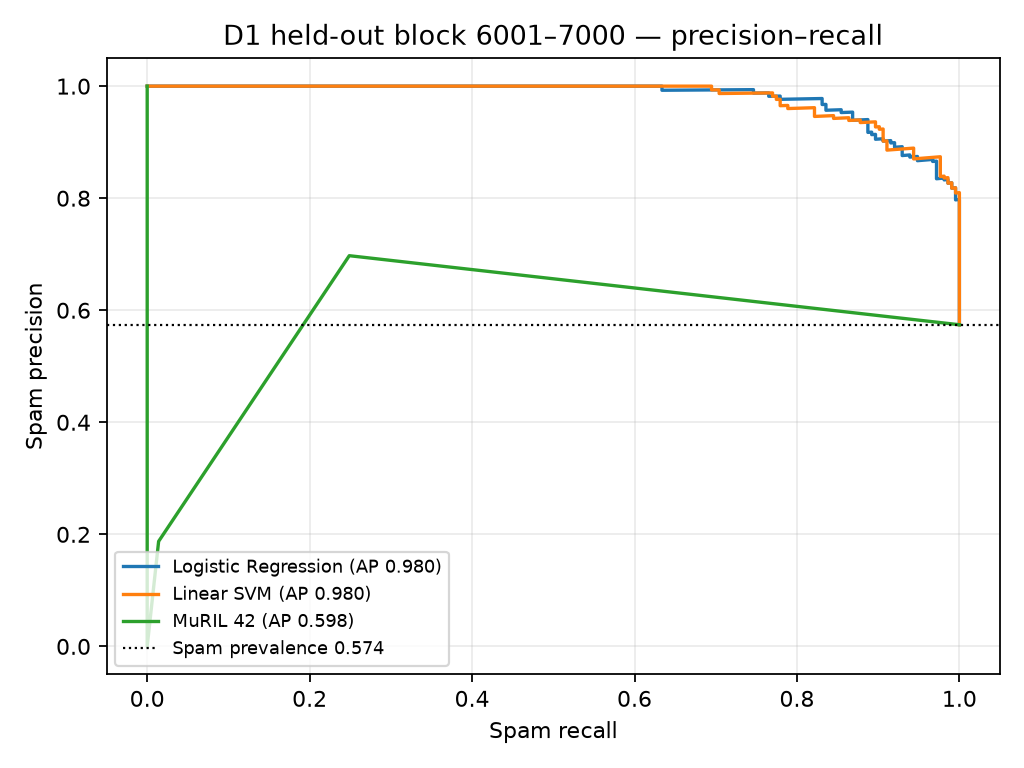 D1 held-out block 6001–7000 — precision–recall
Spam precision
1.0
0.8
0.6
0.4
0.2
0.0
Logistic Regression (AP 0.980)
Linear SVM (AP 0.980)
MuRIL 42 (AP 0.598)
Spam prevalence 0.574
0.0 0.2 0.4 0.6 0.8 1.0
Spam recall